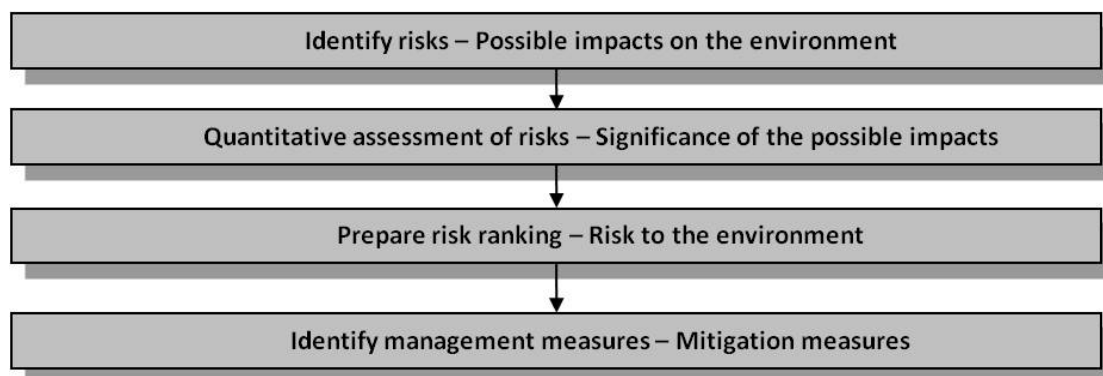 Identify risks – Possible impacts on the environment
Quantitative assessment of risks – Significance of the possible impacts
Prepare risk ranking – Risk to the environment
Identify management measures – Mitigation measures